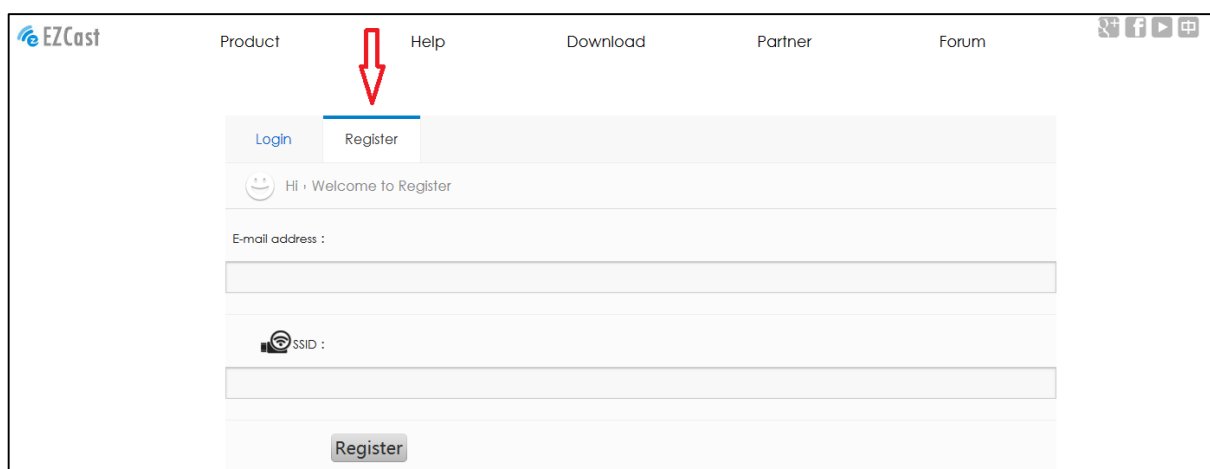 EZCast
Product Help Download Partner Forum
g+ f 中
Login Register
Hi，Welcome to Register
E-mail address：
SSID：
Register